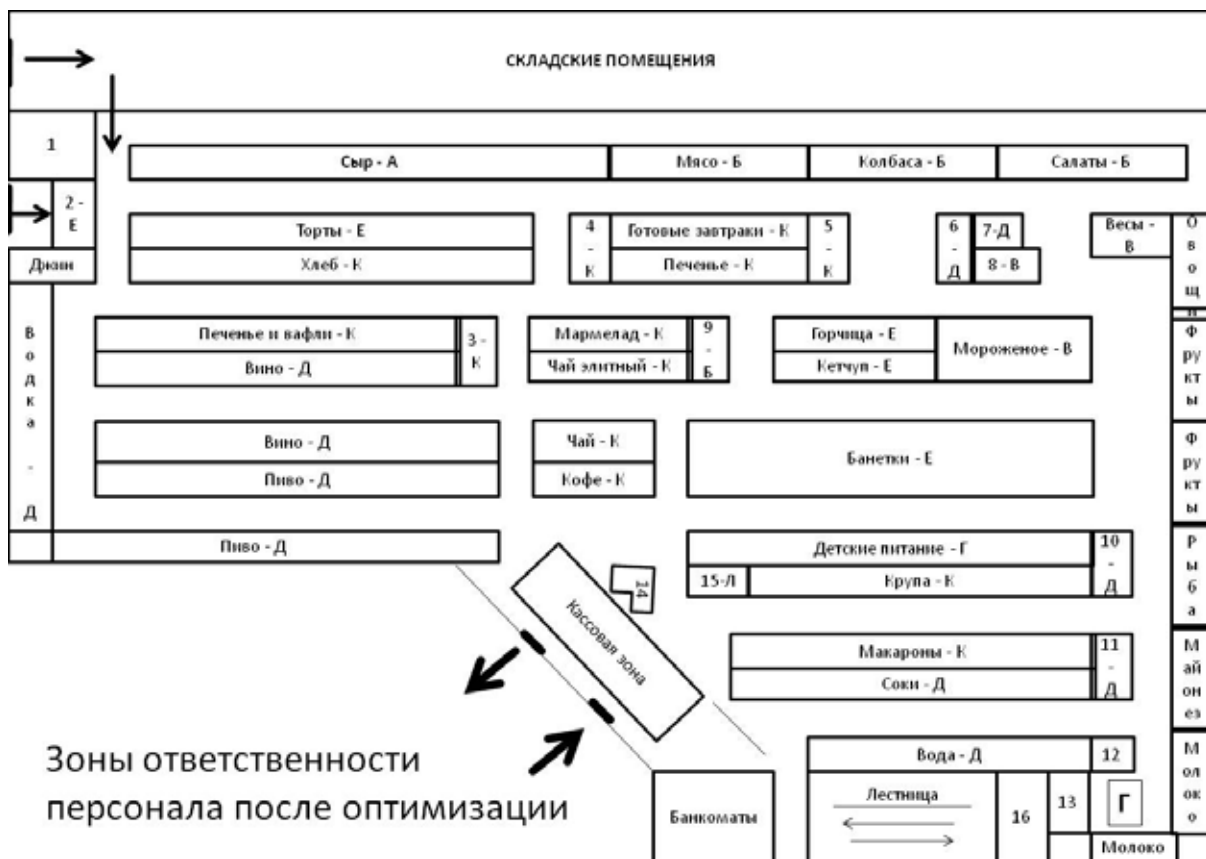 СКЛАДСКИЕ ПОМЕЩЕНИЯ
1
Сыр - А
Мясо - Б
Колбаса - Б
Салаты - Б
2 - Е
Джин
Торты - Е
Хлеб - К
4 - К
Готовые завтраки - К
Печенье - К
5 - К
6 - Д
7-Д
8 - В
Весы - В
Овощи
Водка - Д
Печенье и вафли - К
Вино - Д
3 - К
Мармелад - К
Чай элитный - К
9 - Б
Горчица - Е
Кетчуп - Е
Мороженое - В
Фрукты
Вино - Д
Пиво - Д
Чай - К
Кофе - К
Банетки - Е
Фрукты
Пиво - Д
Детские питание - Г
15-Л
Крупа - К
10 - Д
Рыба
14
Кассовая зона
Макароны - К
Соки - Д
11 - Д
Майонез
Зоны ответственности
персонала после оптимизации
Банкоматы
Вода - Д
12
Лестница
16
13
Г
Молоко
Молоко